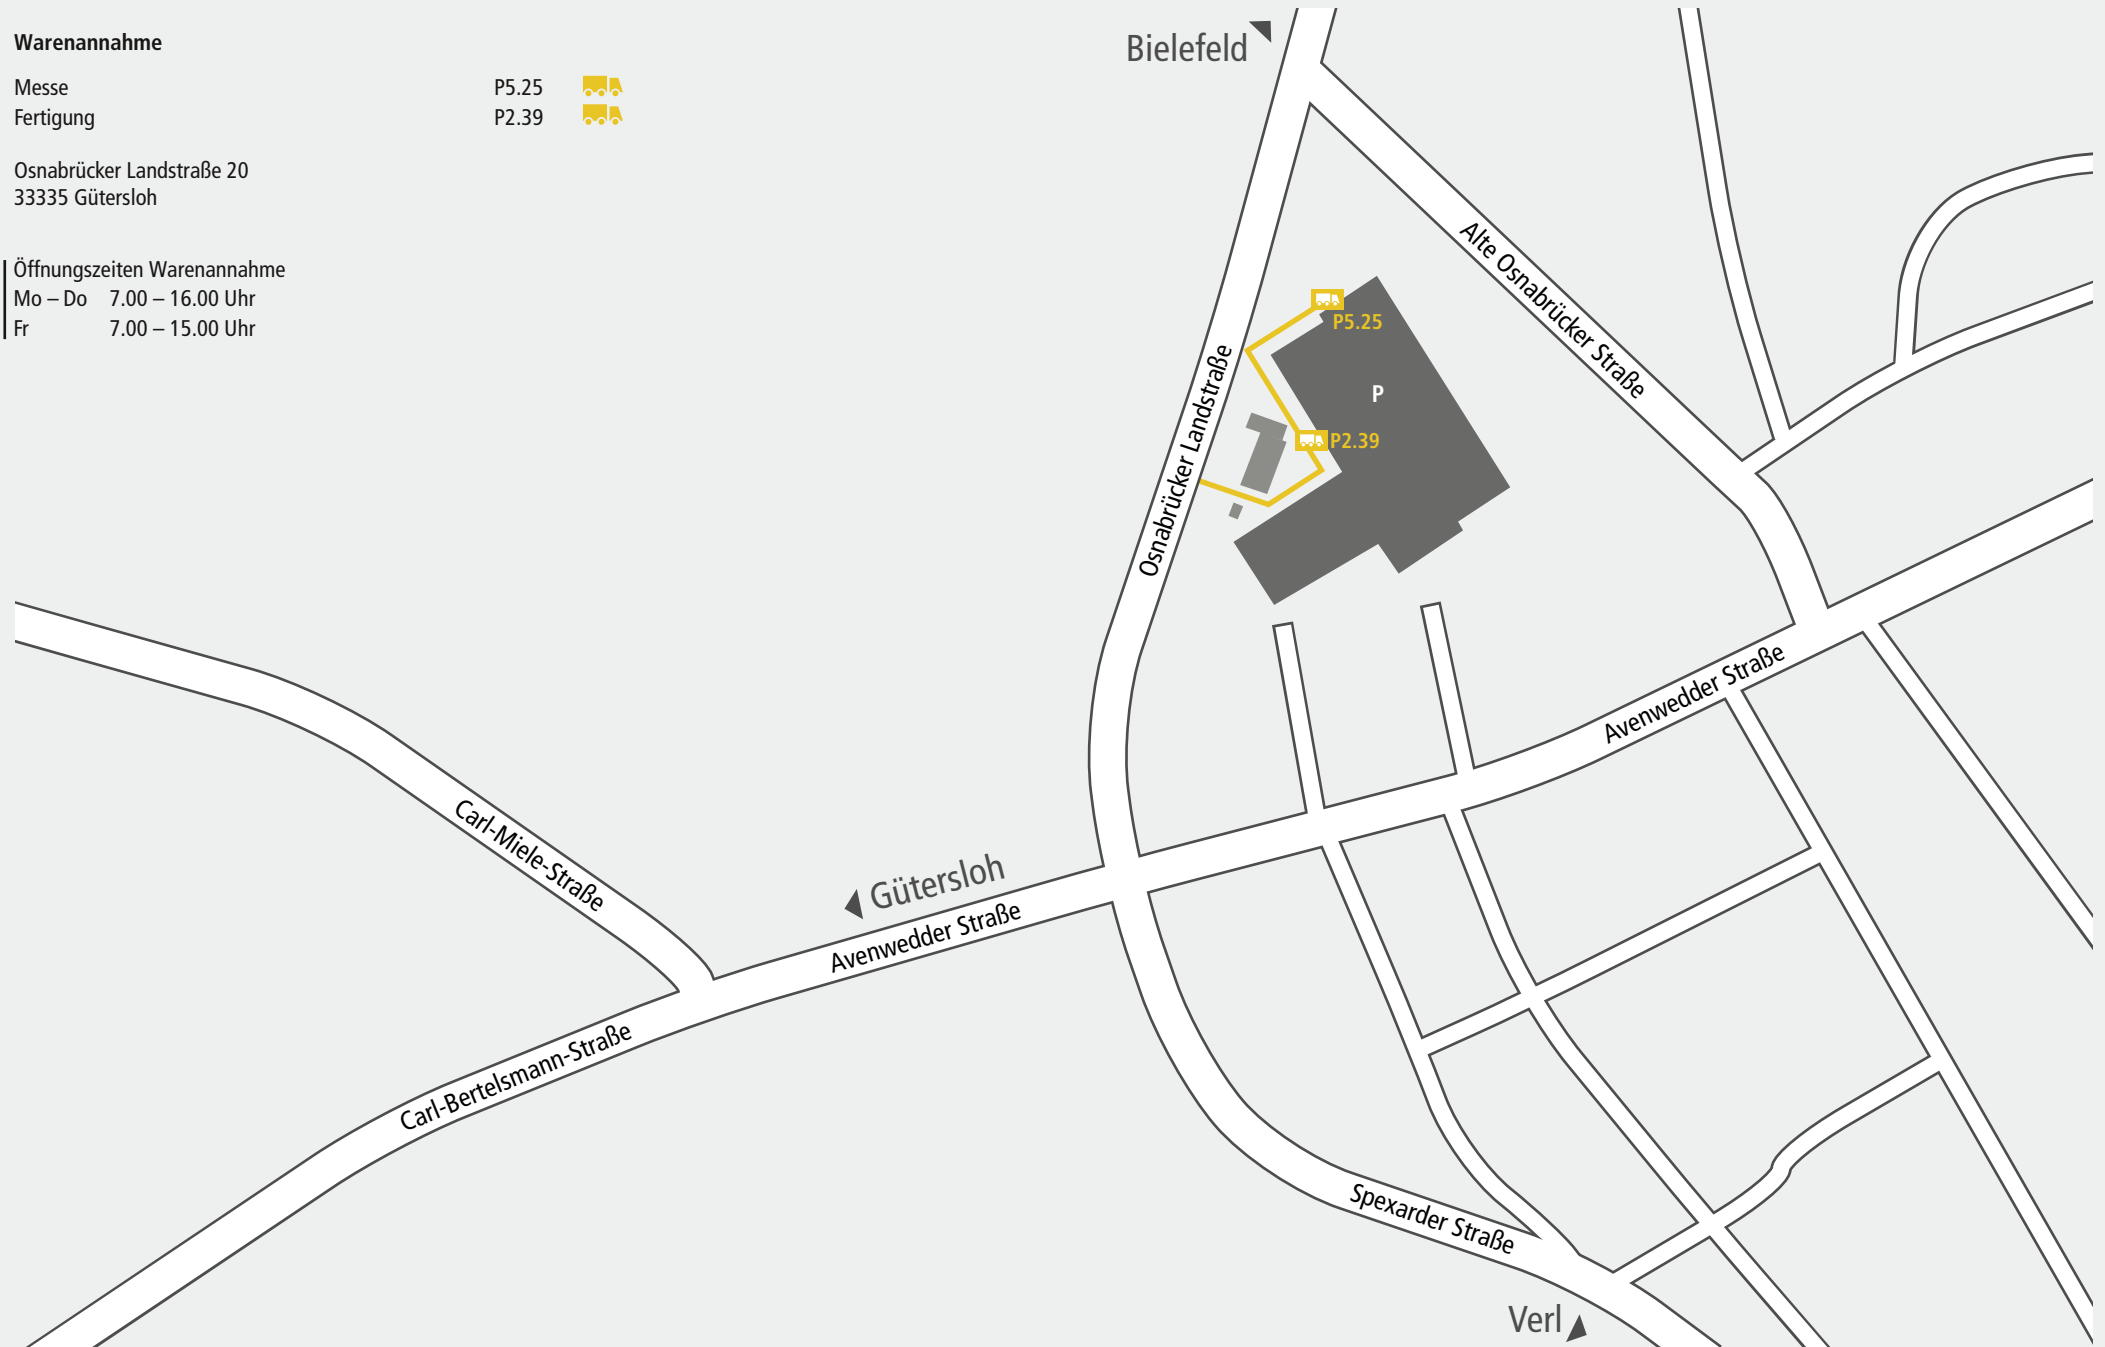 Warenannahme
Messe P5.25
Fertigung P2.39
Osnabrücker Landstraße 20
33335 Gütersloh
Öffnungszeiten Warenannahme
Mo – Do 7.00 – 16.00 Uhr
Fr 7.00 – 15.00 Uhr
Bielefeld
Alte Osnabrücker Straße
P5.25
P
P2.39
Osnabrücker Landstraße
Avenwedder Straße
Carl-Miele-Straße
Gütersloh
Avenwedder Straße
Carl-Bertelsmann-Straße
Spexarder Straße
Verl